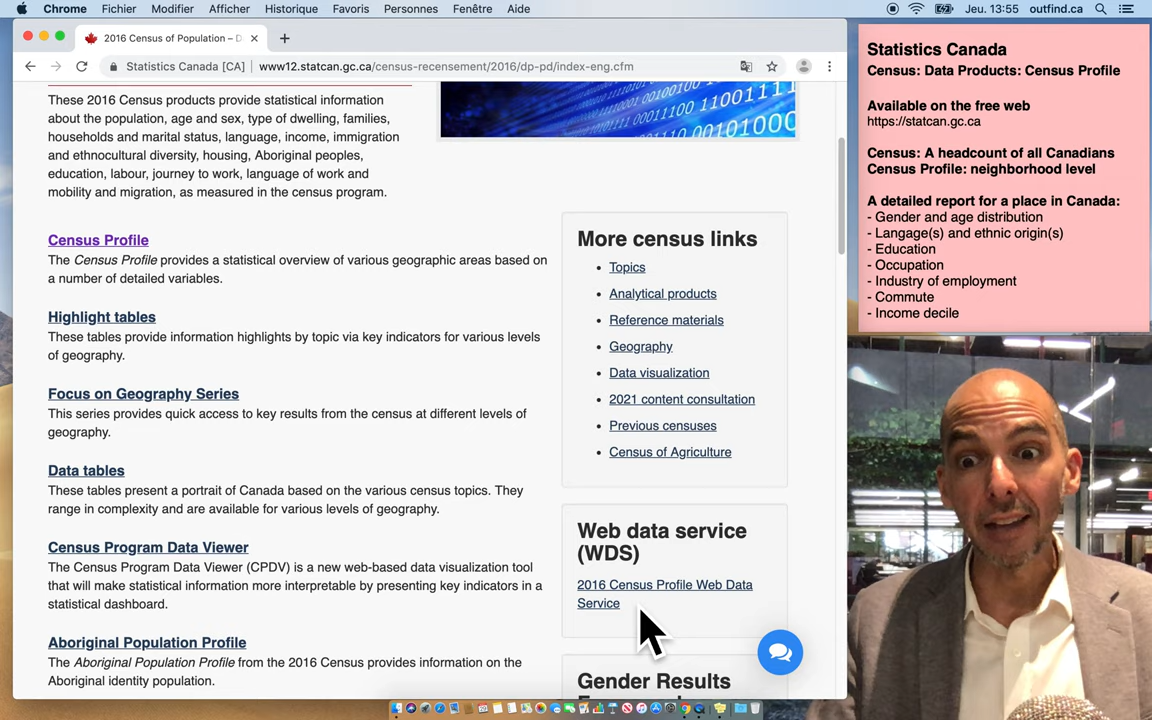 Chrome Fichier Modifier Afficher Historique Favoris Personnes Fenêtre Aide
Jeu. 13:55 outfind.ca
2016 Census of Population – D
Statistics Canada [CA] www12.statcan.gc.ca/census-recensement/2016/dp-pd/index-eng.cfm
These 2016 Census products provide statistical information
about the population, age and sex, type of dwelling, families,
households and marital status, language, income, immigration
and ethnocultural diversity, housing, Aboriginal peoples,
education, labour, journey to work, language of work and
mobility and migration, as measured in the census program.
Census Profile
The Census Profile provides a statistical overview of various geographic areas based on
a number of detailed variables.
Highlight tables
These tables provide information highlights by topic via key indicators for various levels
of geography.
Focus on Geography Series
This series provides quick access to key results from the census at different levels of
geography.
Data tables
These tables present a portrait of Canada based on the various census topics. They
range in complexity and are available for various levels of geography.
Census Program Data Viewer
The Census Program Data Viewer (CPDV) is a new web-based data visualization tool
that will make statistical information more interpretable by presenting key indicators in a
statistical dashboard.
Aboriginal Population Profile
The Aboriginal Population Profile from the 2016 Census provides information on the
Aboriginal identity population.
More census links
• Topics
• Analytical products
• Reference materials
• Geography
• Data visualization
• 2021 content consultation
• Previous censuses
• Census of Agriculture
Web data service
(WDS)
2016 Census Profile Web Data
Service
Gender Results
Statistics Canada
Census: Data Products: Census Profile
Available on the free web
https://statcan.gc.ca
Census: A headcount of all Canadians
Census Profile: neighborhood level
A detailed report for a place in Canada:
- Gender and age distribution
- Langage(s) and ethnic origin(s)
- Education
- Occupation
- Industry of employment
- Commute
- Income decile